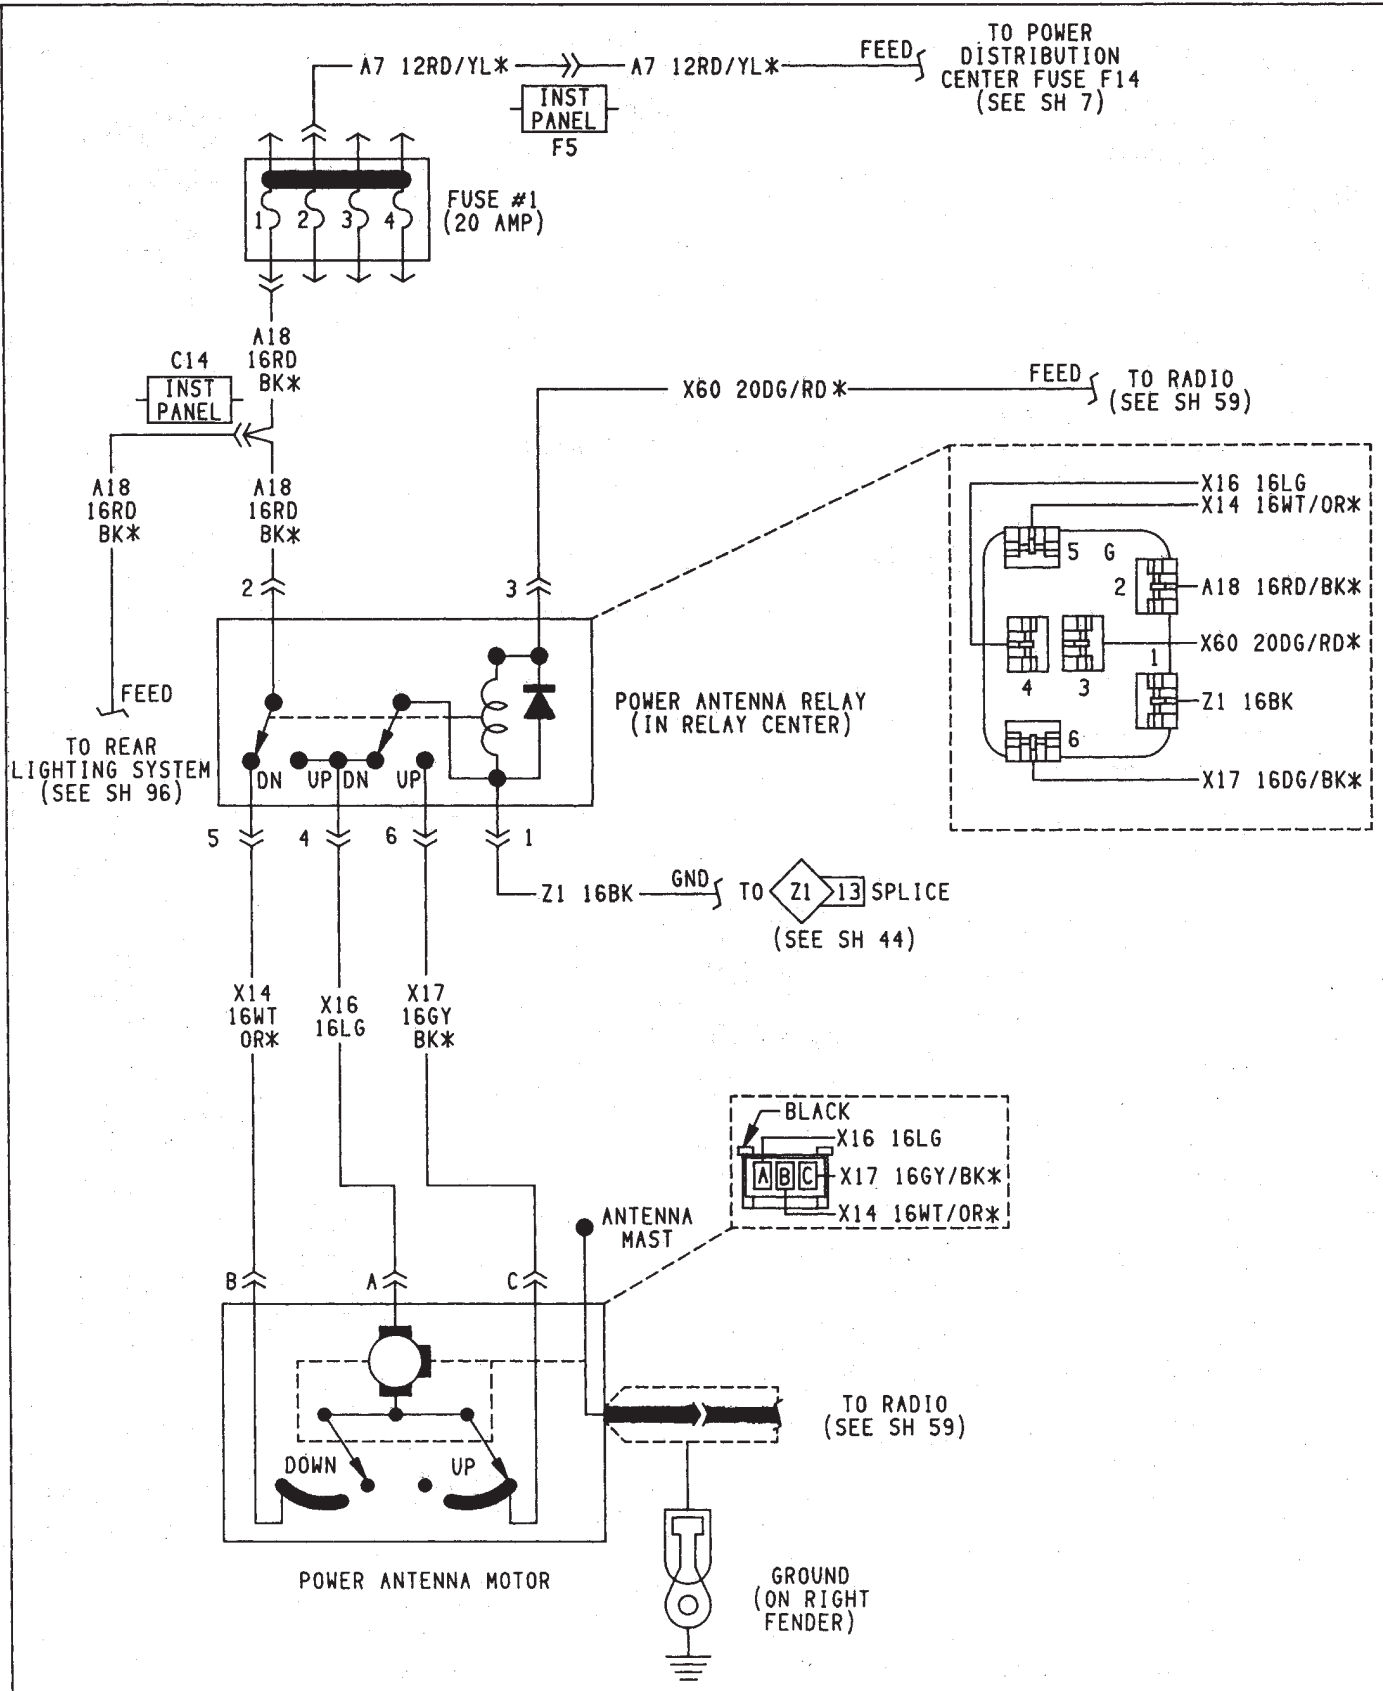 TO POWER
DISTRIBUTION
CENTER FUSE F14
(SEE SH 7)
A7 12RD/YL*
A7 12RD/YL*
FEED
INST
PANEL
F5
FUSE #1
(20 AMP)
1 2 3 4
A18
16RD
BK*
C14
INST
PANEL
X60 20DG/RD*
FEED
TO RADIO
(SEE SH 59)
A18
16RD
BK*
A18
16RD
BK*
2
3
X16 16LG
X14 16WT/OR*
5 G
2
A18 16RD/BK*
X60 20DG/RD*
4 3
1
Z1 16BK
6
X17 16DG/BK*
FEED
TO REAR
LIGHTING SYSTEM
(SEE SH 96)
POWER ANTENNA RELAY
(IN RELAY CENTER)
DN UP DN UP
5 4 6 1
Z1 16BK
GND
TO Z1 13 SPLICE
(SEE SH 44)
X14
16WT
OR*
X16
16LG
X17
16GY
BK*
BLACK
X16 16LG
A B C
X17 16GY/BK*
X14 16WT/OR*
ANTENNA
MAST
B A C
DOWN UP
TO RADIO
(SEE SH 59)
POWER ANTENNA MOTOR
GROUND
(ON RIGHT
FENDER)